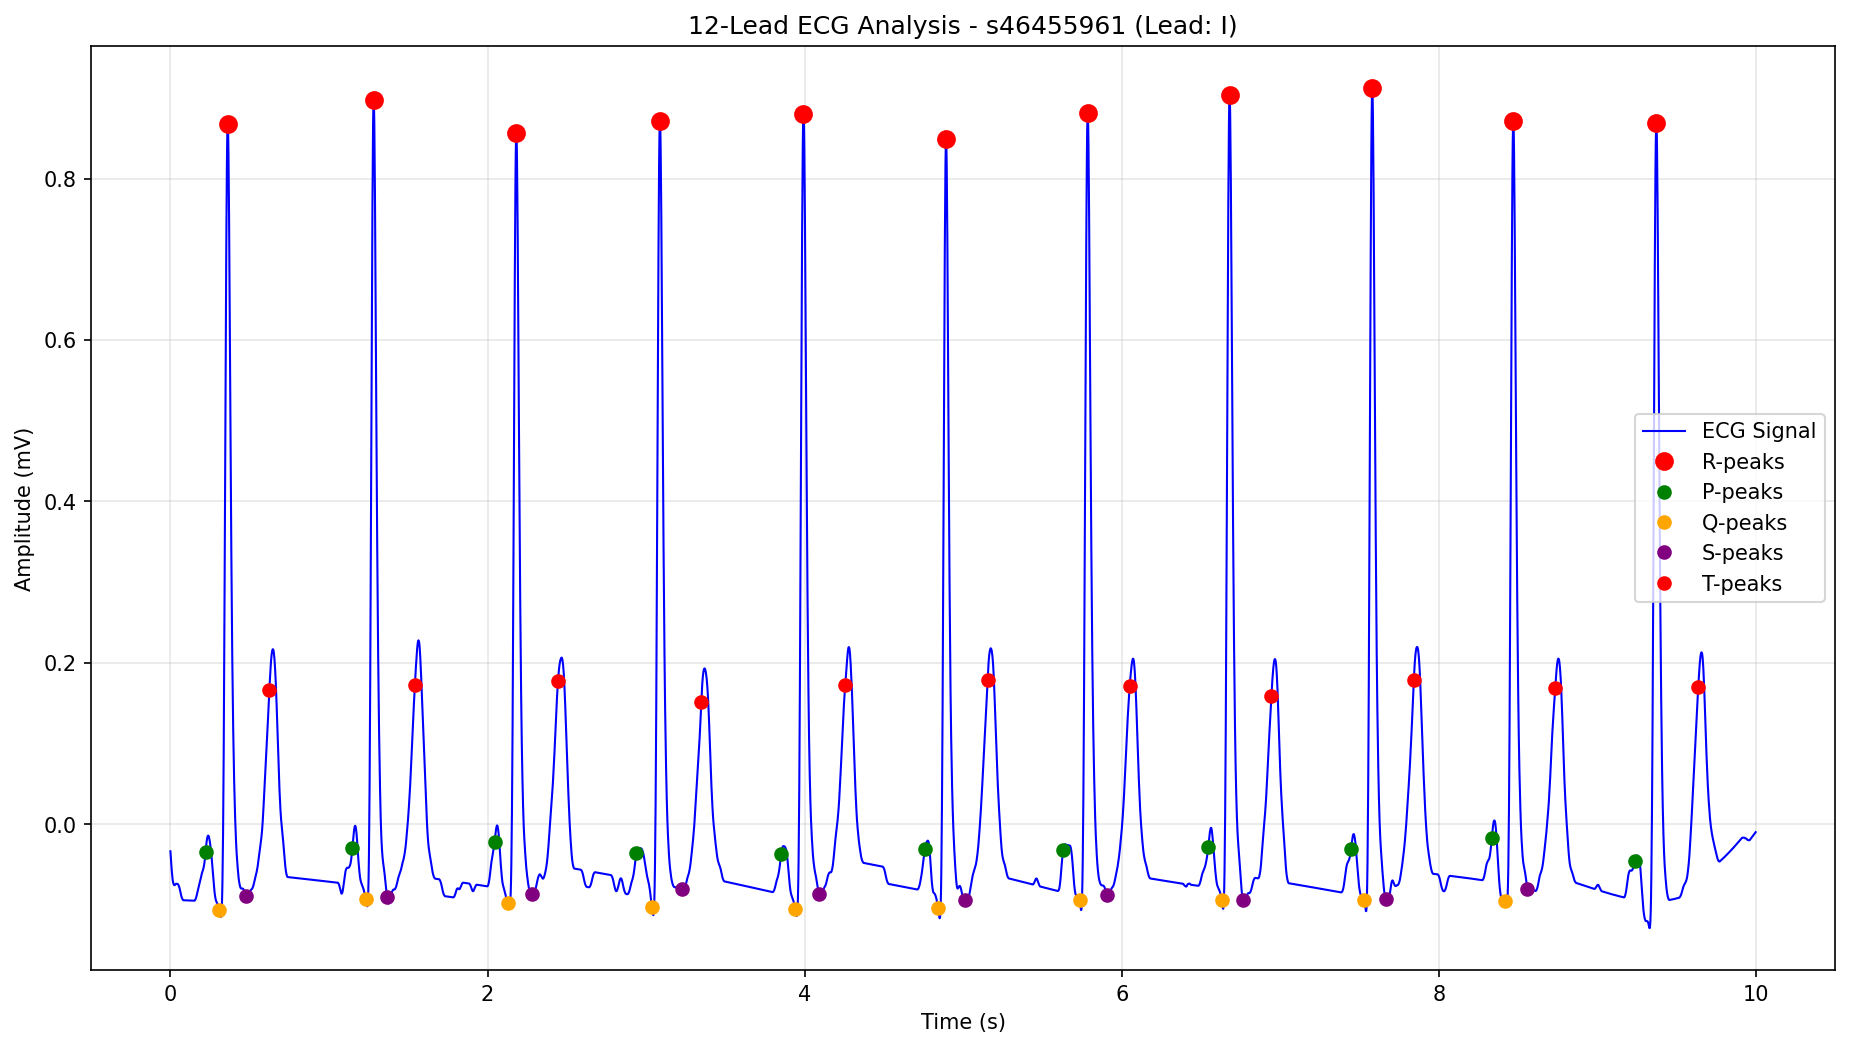 12-Lead ECG Analysis - s46455961 (Lead: I)
Amplitude (mV)
0.8
0.6
0.4
0.2
0.0
ECG Signal
R-peaks
P-peaks
Q-peaks
S-peaks
T-peaks
0 2 4 6 8 10
Time (s)